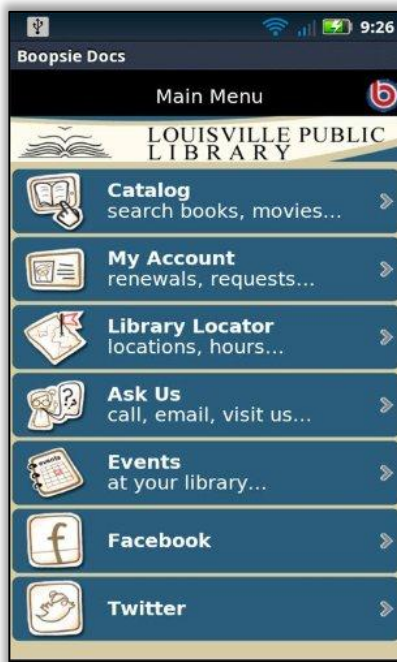 9:26
Boopsie Docs
Main Menu
b
LOUISVILLE PUBLIC
LIBRARY
Catalog
search books, movies...
My Account
renewals, requests...
Library Locator
locations, hours...
Ask Us
call, email, visit us...
events
Events
at your library...
f
Facebook
Twitter